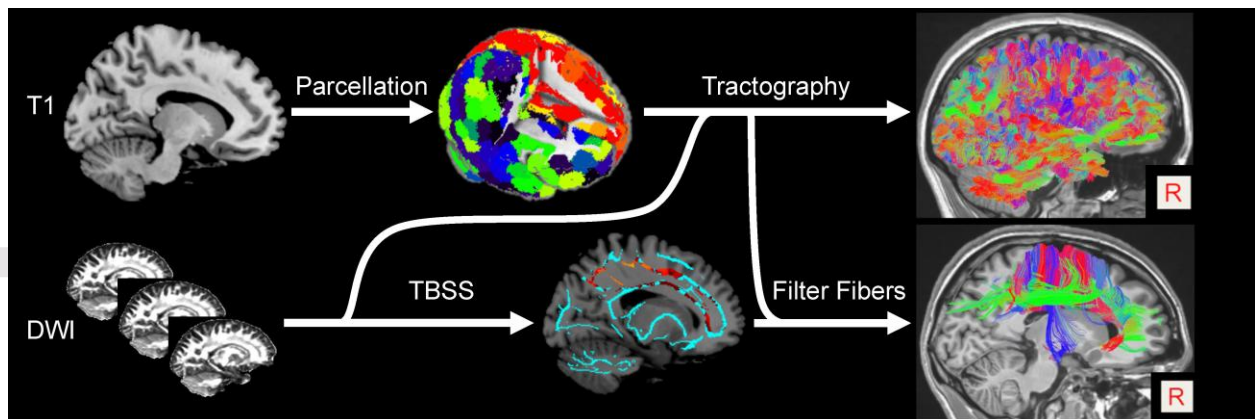 T1
Parcellation
Tractography
R
DWI
TBSS
Filter Fibers
R